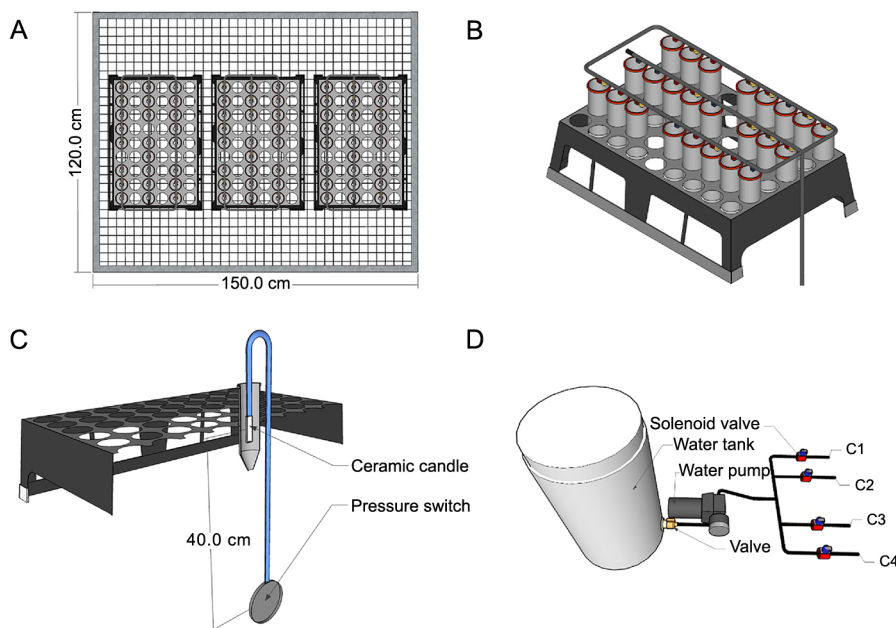 A
B
120.0 cm
150.0 cm
C
D
Ceramic candle
Pressure switch
40.0 cm
Solenoid valve
Water tank
Water pump
Valve
C1
C2
C3
C4